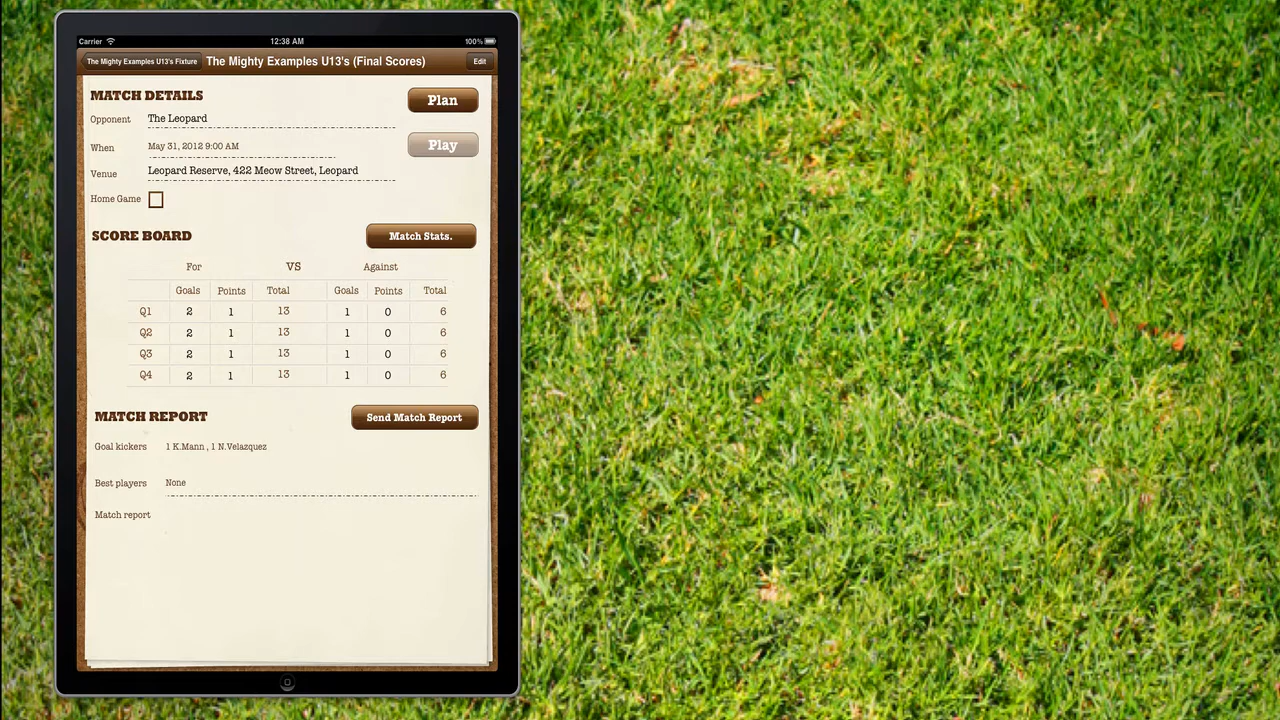 Carrier 12:38 AM 100%
The Mighty Examples U13's Fixture The Mighty Examples U13's (Final Scores) Edit
MATCH DETAILS Plan
Opponent The Leopard
When May 31, 2012 9:00 AM Play
Venue Leopard Reserve, 422 Meow Street, Leopard
Home Game
SCORE BOARD Match Stats.
For VS Against
Goals Points Total Goals Points Total
Q1 2 1 13 1 0 6
Q2 2 1 13 1 0 6
Q3 2 1 13 1 0 6
Q4 2 1 13 1 0 6
MATCH REPORT Send Match Report
Goal kickers 1 K.Mann , 1 N.Velazquez
Best players None
Match report